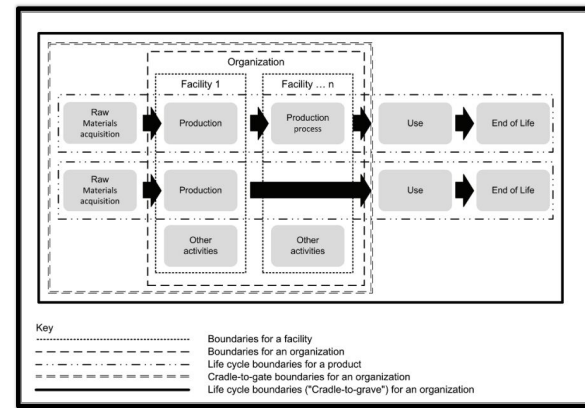 Organization
Facility 1
Facility … n
Raw
Materials
acquisition
Production
Production
process
Use
End of Life
Raw
Materials
acquisition
Production
Use
End of Life
Other
activities
Other
activities
Key
Boundaries for a facility
Boundaries for an organization
Life cycle boundaries for a product
Cradle-to-gate boundaries for an organization
Life cycle boundaries ("Cradle-to-grave") for an organization